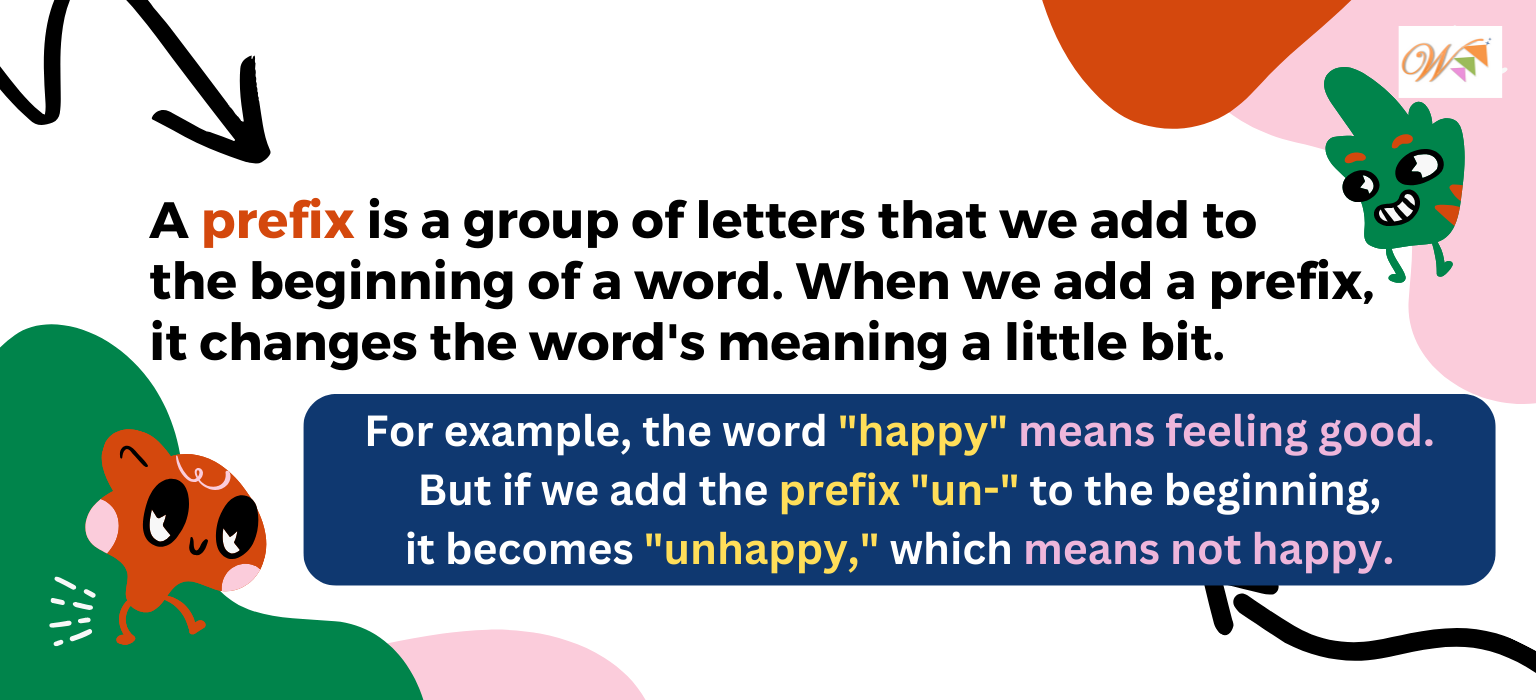 W
A prefix is a group of letters that we add to
the beginning of a word. When we add a prefix,
it changes the word's meaning a little bit.
For example, the word "happy" means feeling good.
But if we add the prefix "un-" to the beginning,
it becomes "unhappy," which means not happy.